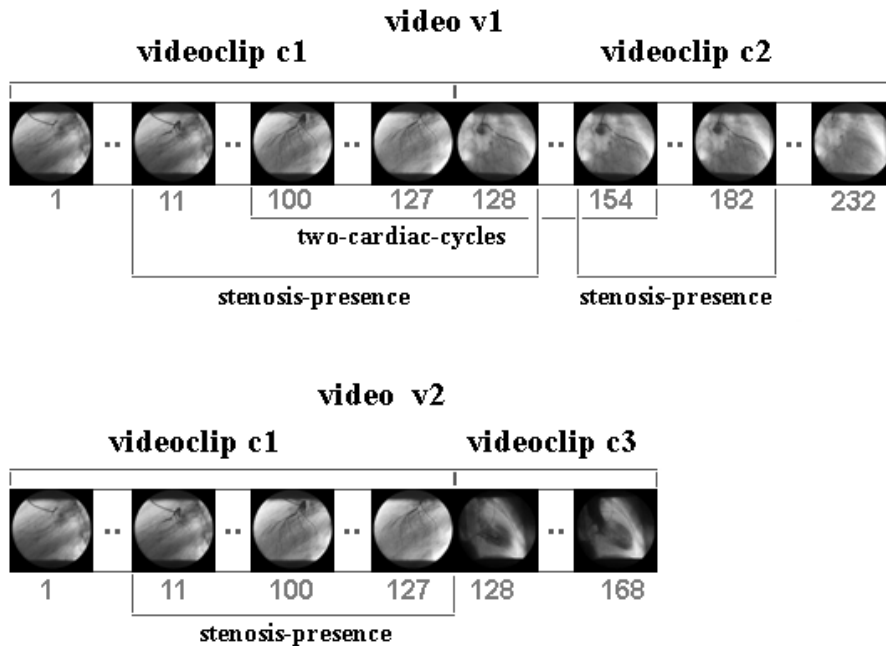 video v1
videoclip c1 videoclip c2
1 11 100 127 128 154 182 232
two-cardiac-cycles
stenosis-presence stenosis-presence
video v2
videoclip c1 videoclip c3
1 11 100 127 128 168
stenosis-presence